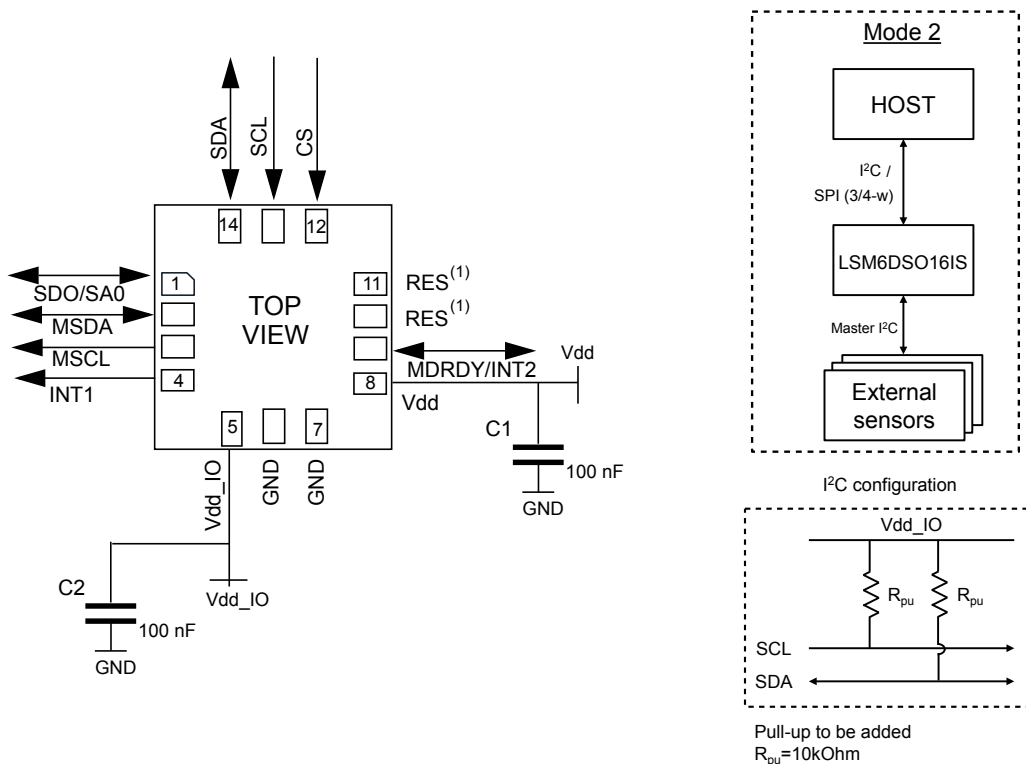 SDA
SCL
CS
14
12
1
11
4
8
5
7
TOP
VIEW
SDO/SA0
MSDA
MSCL
INT1
RES(1)
RES(1)
MDRDY/INT2
Vdd
Vdd
Vdd_IO
GND
GND
C1
100 nF
GND
C2
100 nF
GND
Vdd_IO
Mode 2
HOST
I²C /
SPI (3/4-w)
LSM6DSO16IS
Master I²C
External
sensors
I²C configuration
Vdd_IO
Rpu
Rpu
SCL
SDA
Pull-up to be added
Rpu=10kOhm